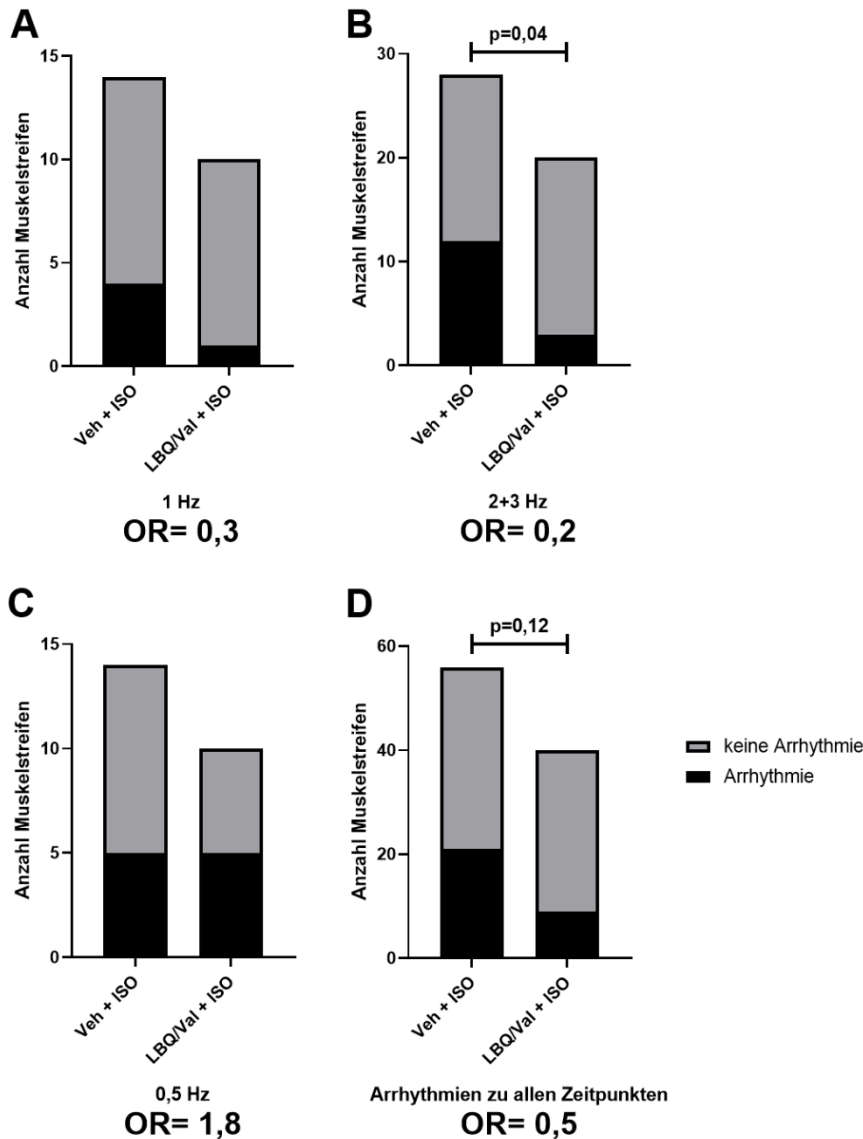 A
15
10
5
0
Anzahl Muskelstreifen
Veh + ISO
LBQ/Val + ISO
1 Hz
OR= 0,3
B
p=0,04
30
20
10
0
Anzahl Muskelstreifen
Veh + ISO
LBQ/Val + ISO
2+3 Hz
OR= 0,2
C
15
10
5
0
Anzahl Muskelstreifen
Veh + ISO
LBQ/Val + ISO
0,5 Hz
OR= 1,8
D
p=0,12
60
40
20
0
Anzahl Muskelstreifen
Veh + ISO
LBQ/Val + ISO
Arrhythmien zu allen Zeitpunkten
OR= 0,5
keine Arrhythmie
Arrhythmie